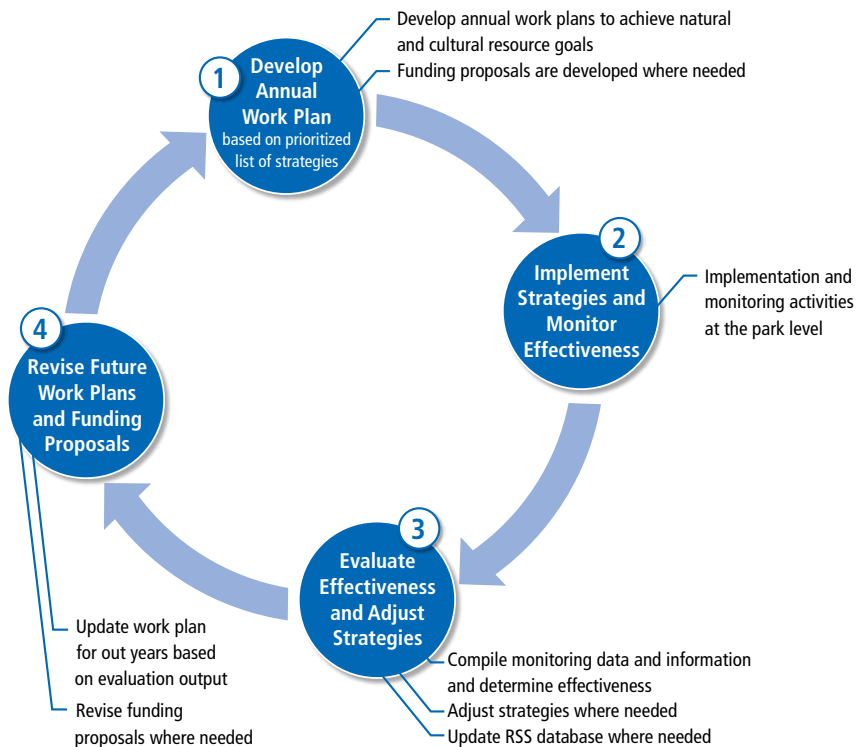 1
Develop
Annual
Work Plan
based on prioritized
list of strategies
Develop annual work plans to achieve natural
and cultural resource goals
Funding proposals are developed where needed
2
Implement
Strategies and
Monitor
Effectiveness
Implementation and
monitoring activities
at the park level
3
Evaluate
Effectiveness
and Adjust
Strategies
Compile monitoring data and information
and determine effectiveness
Adjust strategies where needed
Update RSS database where needed
4
Revise Future
Work Plans
and Funding
Proposals
Update work plan
for out years based
on evaluation output
Revise funding
proposals where needed